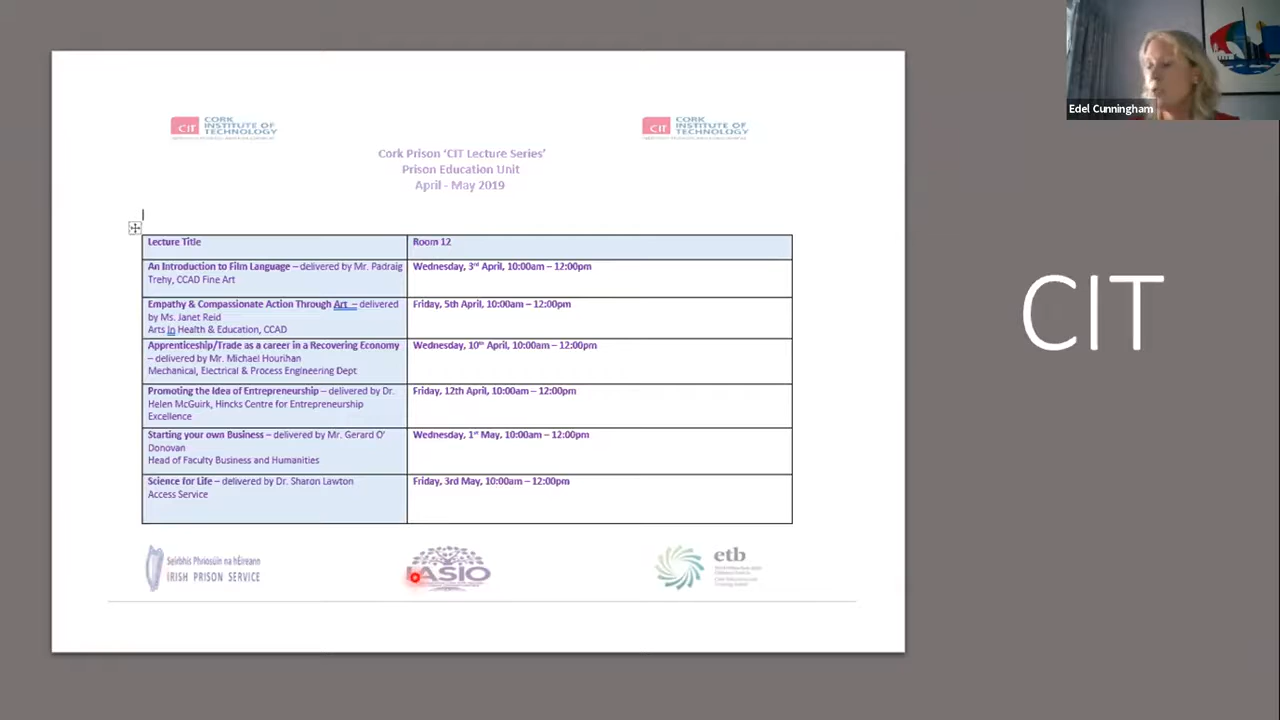 Edel Cunningham
CIT
CORK
INSTITUTE OF
TECHNOLOGY
CIT
CORK
INSTITUTE OF
TECHNOLOGY
Cork Prison ‘CIT Lecture Series’
Prison Education Unit
April - May 2019
Lecture Title
Room 12
An Introduction to Film Language – delivered by Mr. Padraig
Trehy, CCAD Fine Art
Wednesday, 3rd April, 10:00am – 12:00pm
Empathy & Compassionate Action Through Art – delivered
by Ms. Janet Reid
Arts in Health & Education, CCAD
Friday, 5th April, 10:00am – 12:00pm
Apprenticeship/Trade as a career in a Recovering Economy
– delivered by Mr. Michael Hourihan
Mechanical, Electrical & Process Engineering Dept
Wednesday, 10th April, 10:00am – 12:00pm
Promoting the Idea of Entrepreneurship – delivered by Dr.
Helen McGuirk, Hincks Centre for Entrepreneurship
Excellence
Friday, 12th April, 10:00am – 12:00pm
Starting your own Business – delivered by Mr. Gerard O’
Donovan
Head of Faculty Business and Humanities
Wednesday, 1st May, 10:00am – 12:00pm
Science for Life – delivered by Dr. Sharon Lawton
Access Service
Friday, 3rd May, 10:00am – 12:00pm
Seirbhís Phríosúin na hÉireann
IRISH PRISON SERVICE
IASIO
etb
CIT